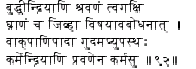 बुद्धीन्द्रियाणि श्रवणं त्वगक्षि
घ्राणं च जिव्हा विषयावबोधनात् ।
वाक्पाणिपादा गुदमप्युपस्थः
कर्मेन्द्रियाणि प्रवणेन कर्मसु ॥९२॥